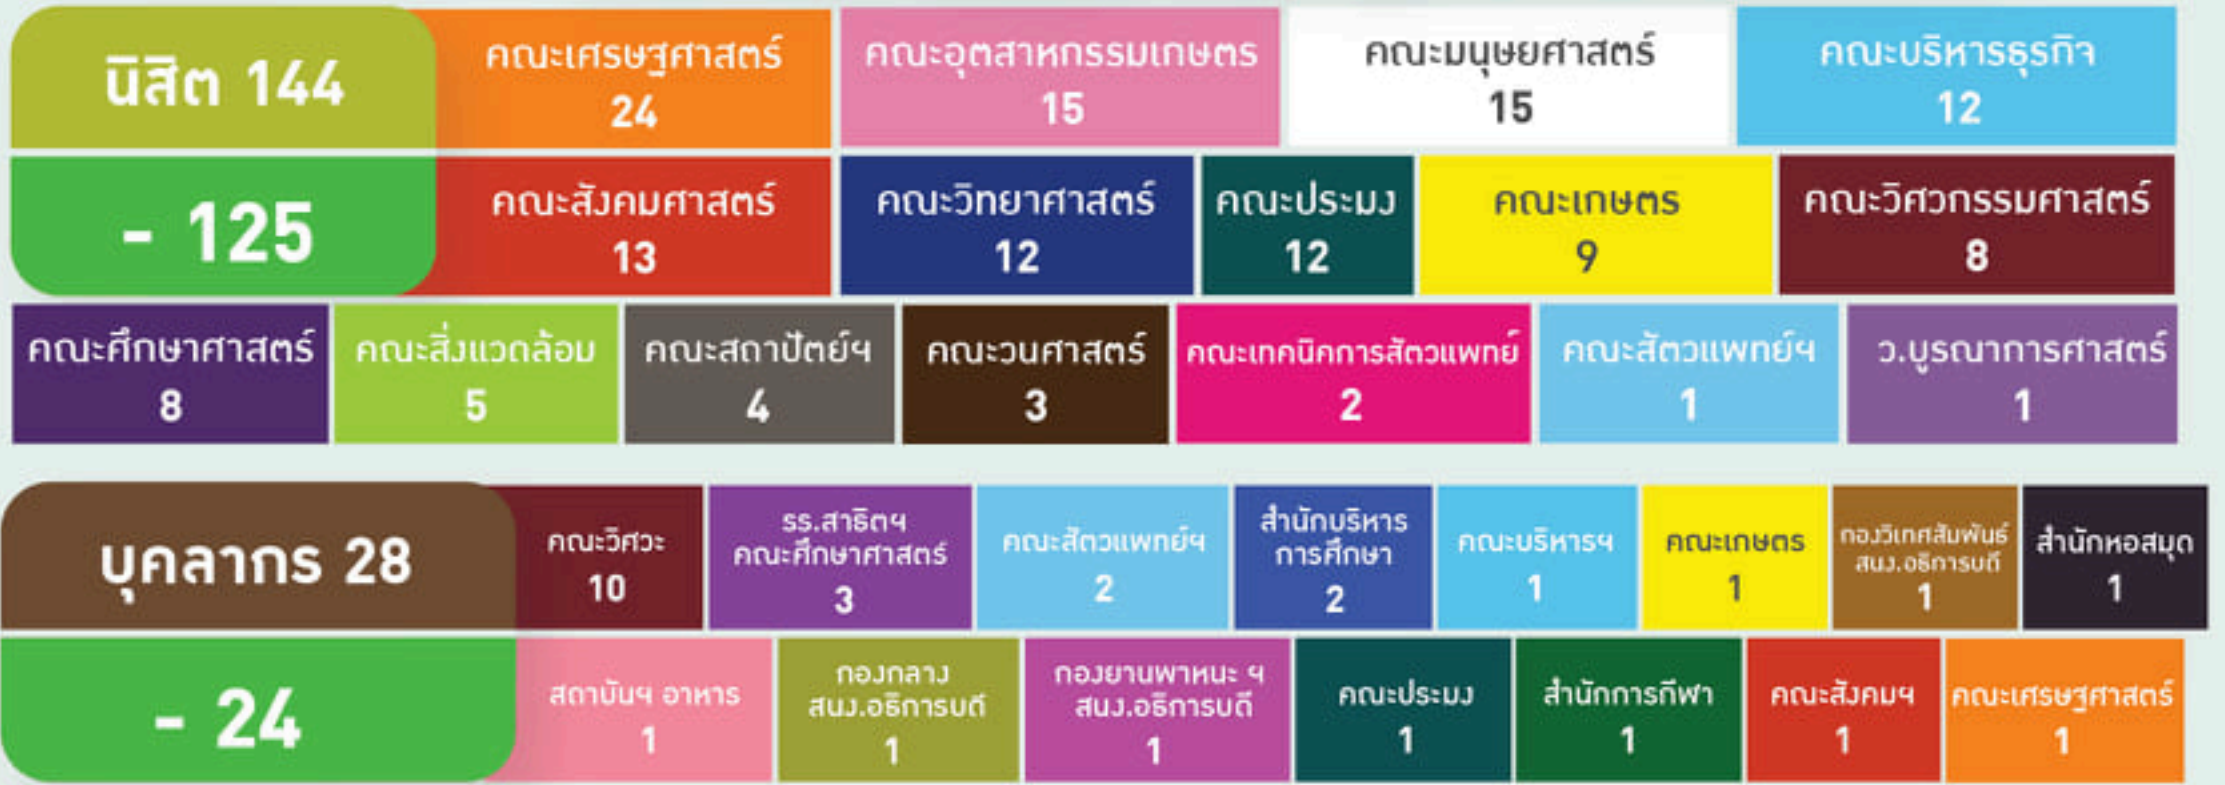 นิสิต 144
คณะเศรษฐศาสตร์
24
คณะอุตสาหกรรมเกษตร
15
คณะมนุษยศาสตร์
15
คณะบริหารธุรกิจ
12
- 125
คณะสังคมศาสตร์
13
คณะวิทยาศาสตร์
12
คณะประมง
12
คณะเกษตร
9
คณะวิศวกรรมศาสตร์
8
คณะศึกษาศาสตร์
8
คณะสิ่งแวดล้อม
5
คณะสถาปัตย์ฯ
4
คณะวนศาสตร์
3
คณะเทคนิคการสัตวแพทย์
2
คณะสัตวแพทย์ฯ
1
ว.บูรณาการศาสตร์
1
บุคลากร 28
คณะวิศวะ
10
รร.สาธิตฯ
คณะศึกษาศาสตร์
3
คณะสัตวแพทย์ฯ
2
สำนักบริหาร
การศึกษา
2
คณะบริหารฯ
1
คณะเกษตร
1
กองวิเทศสัมพันธ์
สนง.อธิการบดี
1
สำนักหอสมุด
1
- 24
สถาบันฯ อาหาร
1
กองกลาง
สนง.อธิการบดี
1
กองยานพาหนะ ฯ
สนง.อธิการบดี
1
คณะประมง
1
สำนักการกีฬา
1
คณะสังคมฯ
1
คณะเศรษฐศาสตร์
1